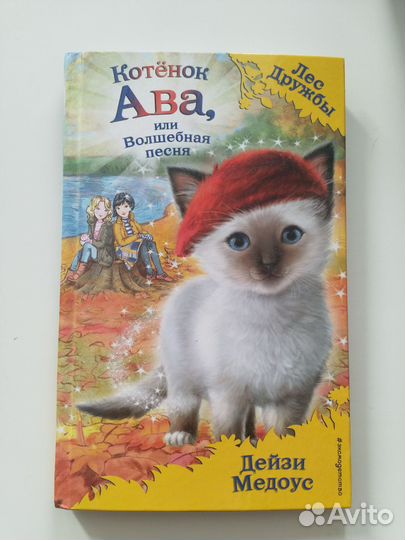 Котёнок
Ава,
или
Волшебная
песня
Лес
Дружбы
Дейзи
Медоус
#эксмодетство
Avito